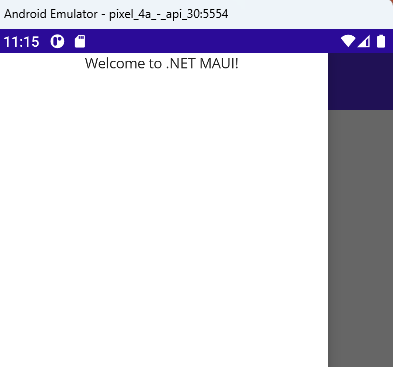 Android Emulator - pixel_4a_-_api_30:5554
11:15
Welcome to .NET MAUI!